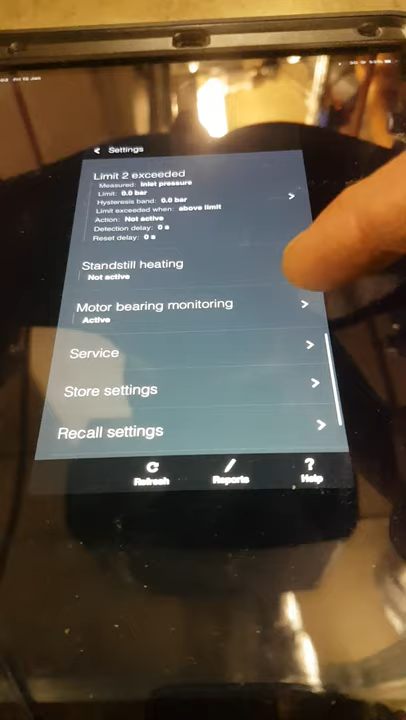 Settings
Limit 2 exceeded
Measured: Inlet pressure
Limit: 0.0 bar
Hysteresis band: 0.0 bar
Limit exceeded when: above limit
Action: Not active
Detection delay: 0 s
Reset delay: 0 s
Standstill heating
Not active
Motor bearing monitoring
Active
Service
Store settings
Recall settings
Refresh
Reports
Help